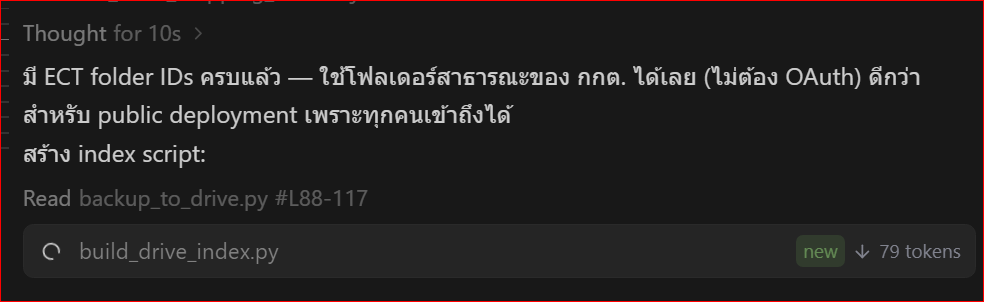 Thought for 10s
มี ECT folder IDs ครบแล้ว — ใช้โฟลเดอร์สาธารณะของ กกต. ได้เลย (ไม่ต้อง OAuth) ดีกว่า
สำหรับ public deployment เพราะทุกคนเข้าถึงได้
สร้าง index script:
Read backup_to_drive.py #L88-117
build_drive_index.py new ↓ 79 tokens